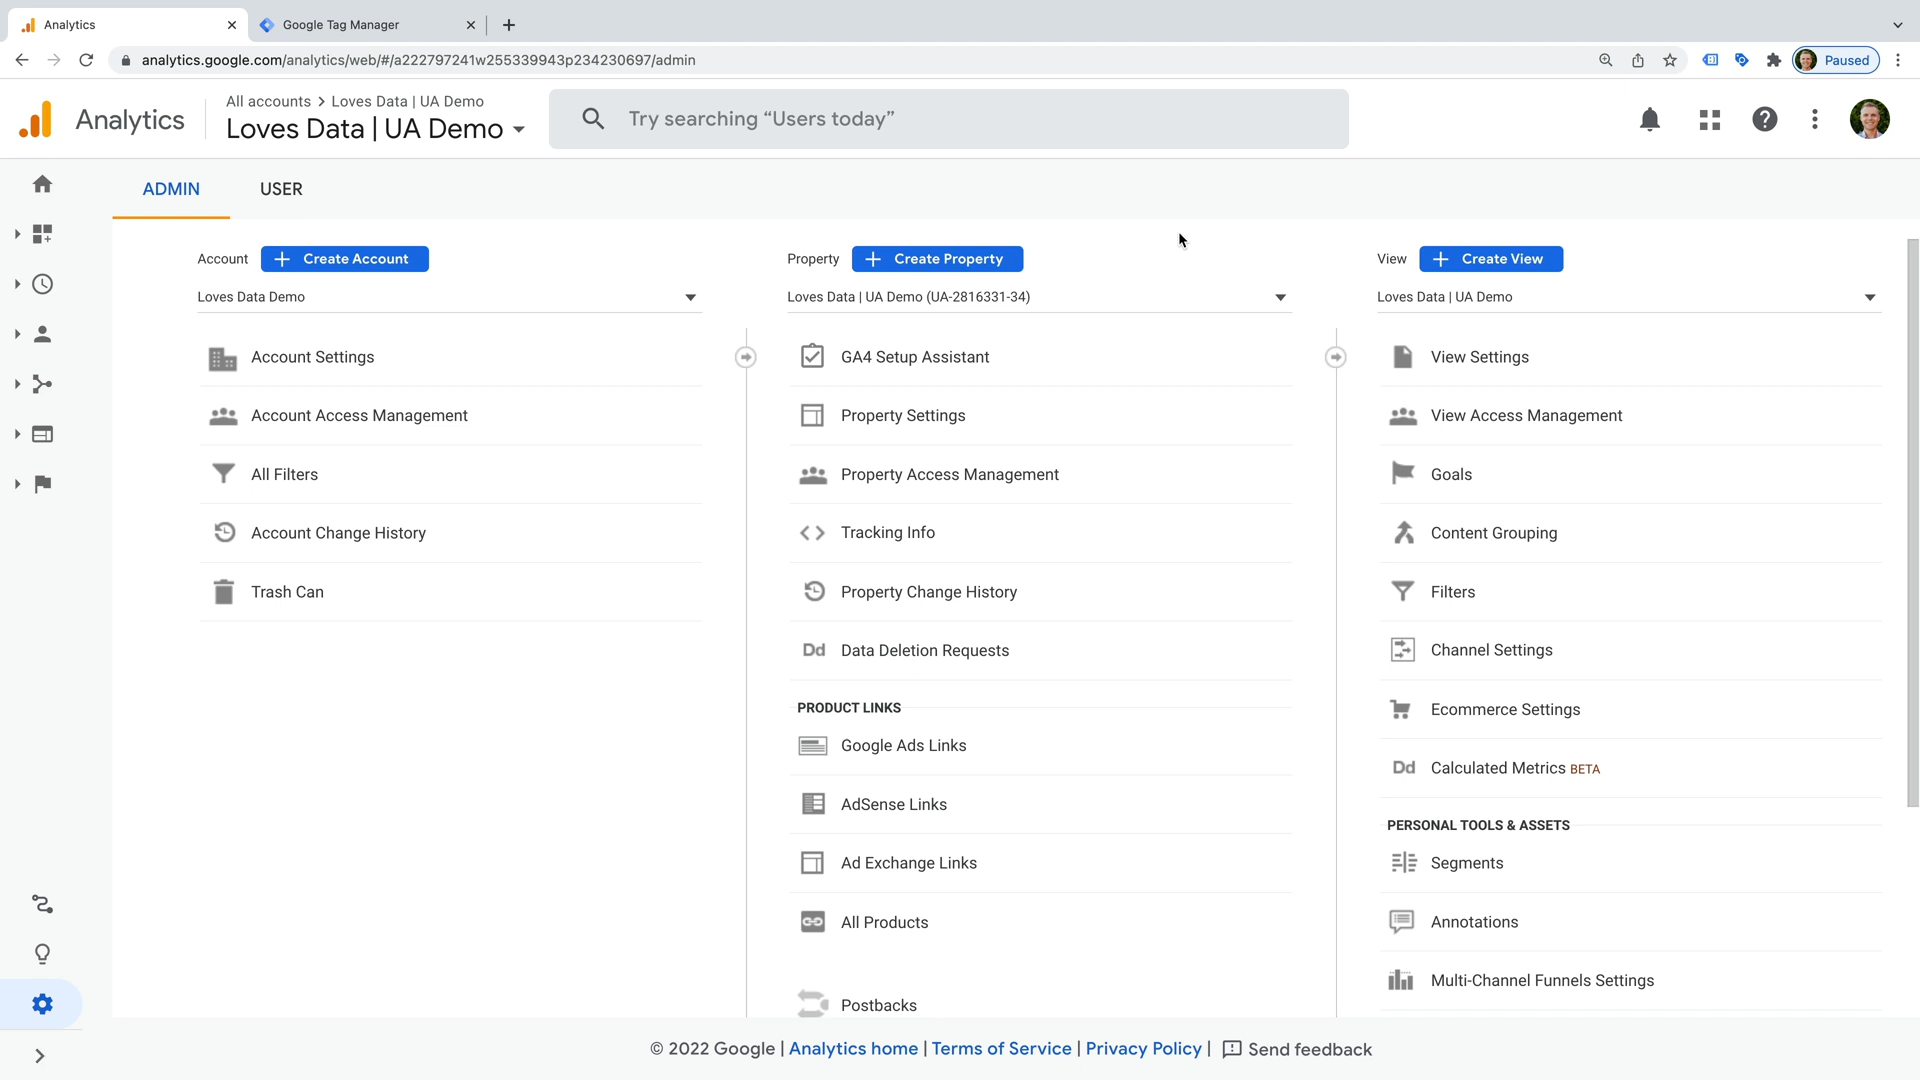 Analytics
Google Tag Manager
analytics.google.com/analytics/web/#/a222797241w255339943p234230697/admin
Paused
Analytics
All accounts > Loves Data | UA Demo
Loves Data | UA Demo
Try searching “Users today”
ADMIN
USER
Account
Create Account
Loves Data Demo
Account Settings
Account Access Management
All Filters
Account Change History
Trash Can
Property
Create Property
Loves Data | UA Demo (UA-2816331-34)
GA4 Setup Assistant
Property Settings
Property Access Management
Tracking Info
Property Change History
Dd Data Deletion Requests
PRODUCT LINKS
Google Ads Links
AdSense Links
Ad Exchange Links
All Products
Postbacks
View
Create View
Loves Data | UA Demo
View Settings
View Access Management
Goals
Content Grouping
Filters
Channel Settings
Ecommerce Settings
Dd Calculated Metrics BETA
PERSONAL TOOLS & ASSETS
Segments
Annotations
Multi-Channel Funnels Settings
© 2022 Google | Analytics home | Terms of Service | Privacy Policy | Send feedback